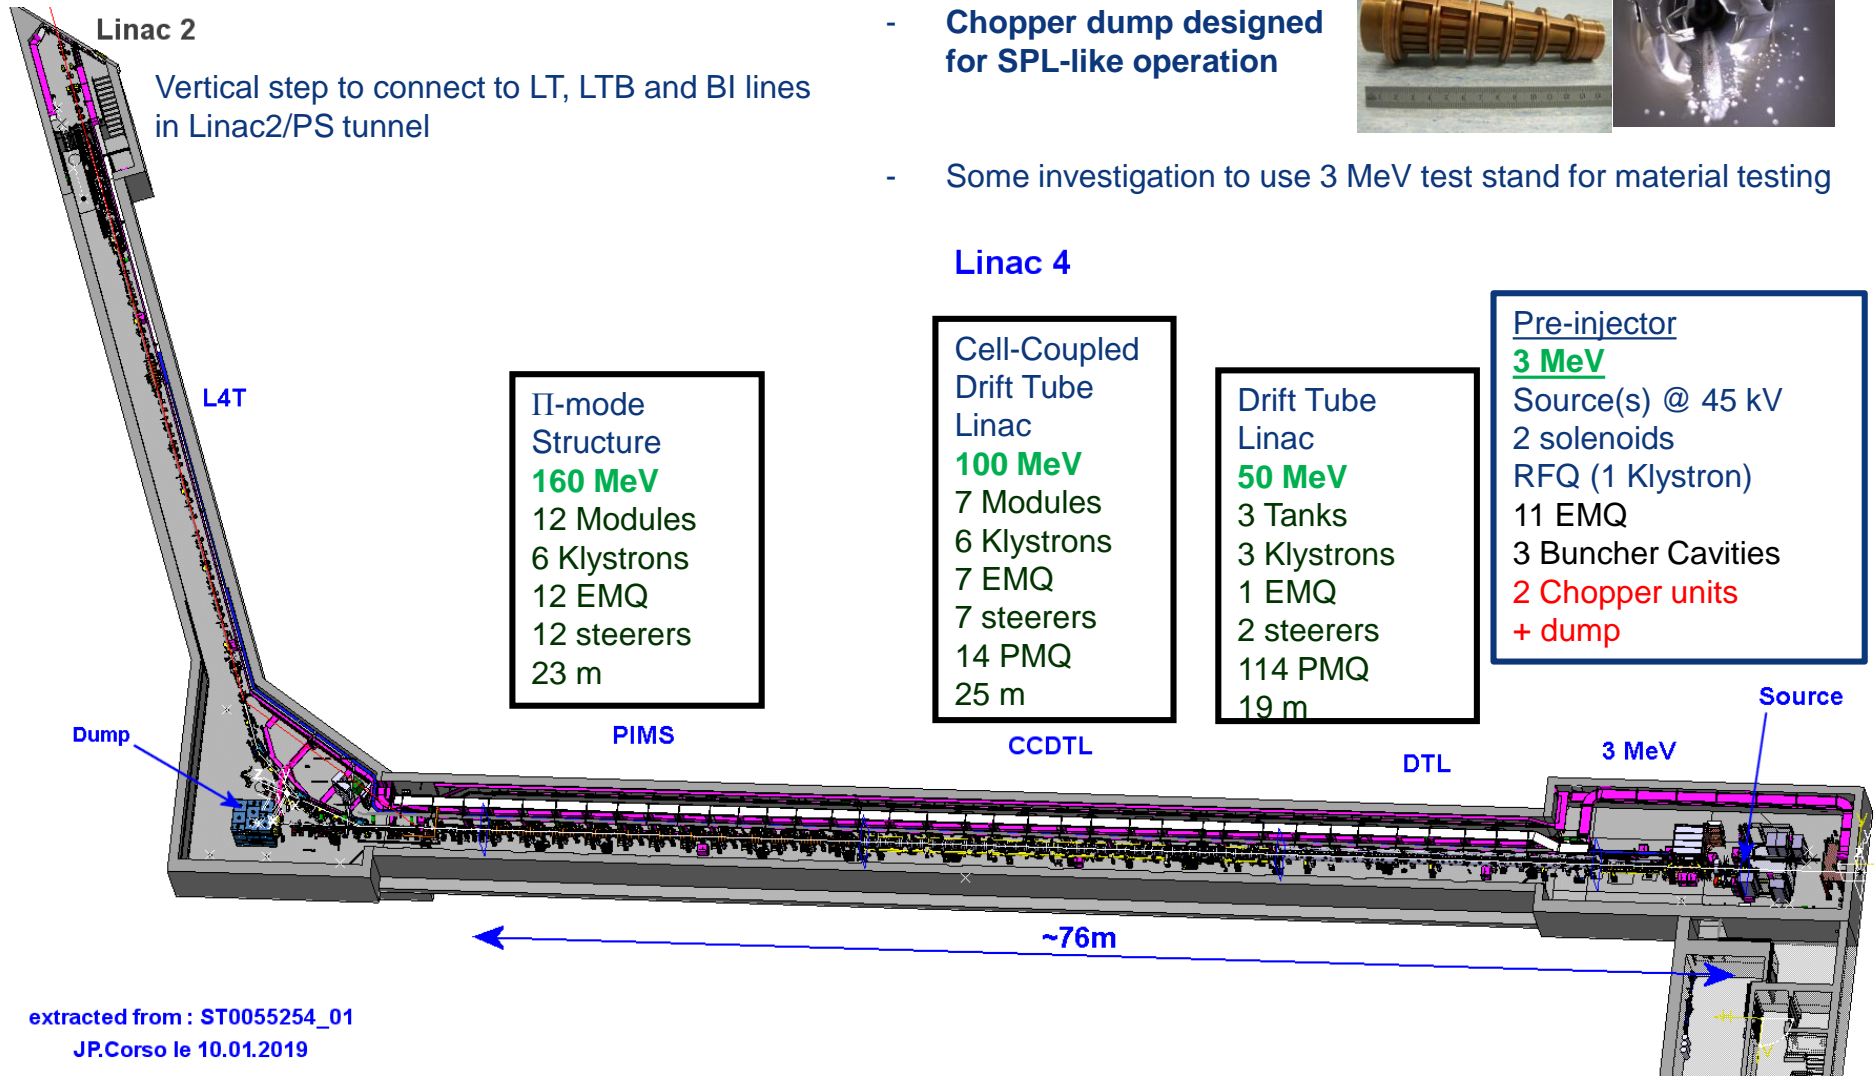 Linac 2
Vertical step to connect to LT, LTB and BI lines
in Linac2/PS tunnel
- Chopper dump designed
for SPL-like operation
- Some investigation to use 3 MeV test stand for material testing
Linac 4
L4T
Π-mode
Structure
160 MeV
12 Modules
6 Klystrons
12 EMQ
12 steerers
23 m
PIMS
Cell-Coupled
Drift Tube
Linac
100 MeV
7 Modules
6 Klystrons
7 EMQ
7 steerers
14 PMQ
25 m
CCDTL
Drift Tube
Linac
50 MeV
3 Tanks
3 Klystrons
1 EMQ
2 steerers
114 PMQ
19 m
DTL
Pre-injector
3 MeV
Source(s) @ 45 kV
2 solenoids
RFQ (1 Klystron)
11 EMQ
3 Buncher Cavities
2 Chopper units
+ dump
Source
3 MeV
Dump
~76m
extracted from : ST0055254_01
JP.Corso le 10.01.2019